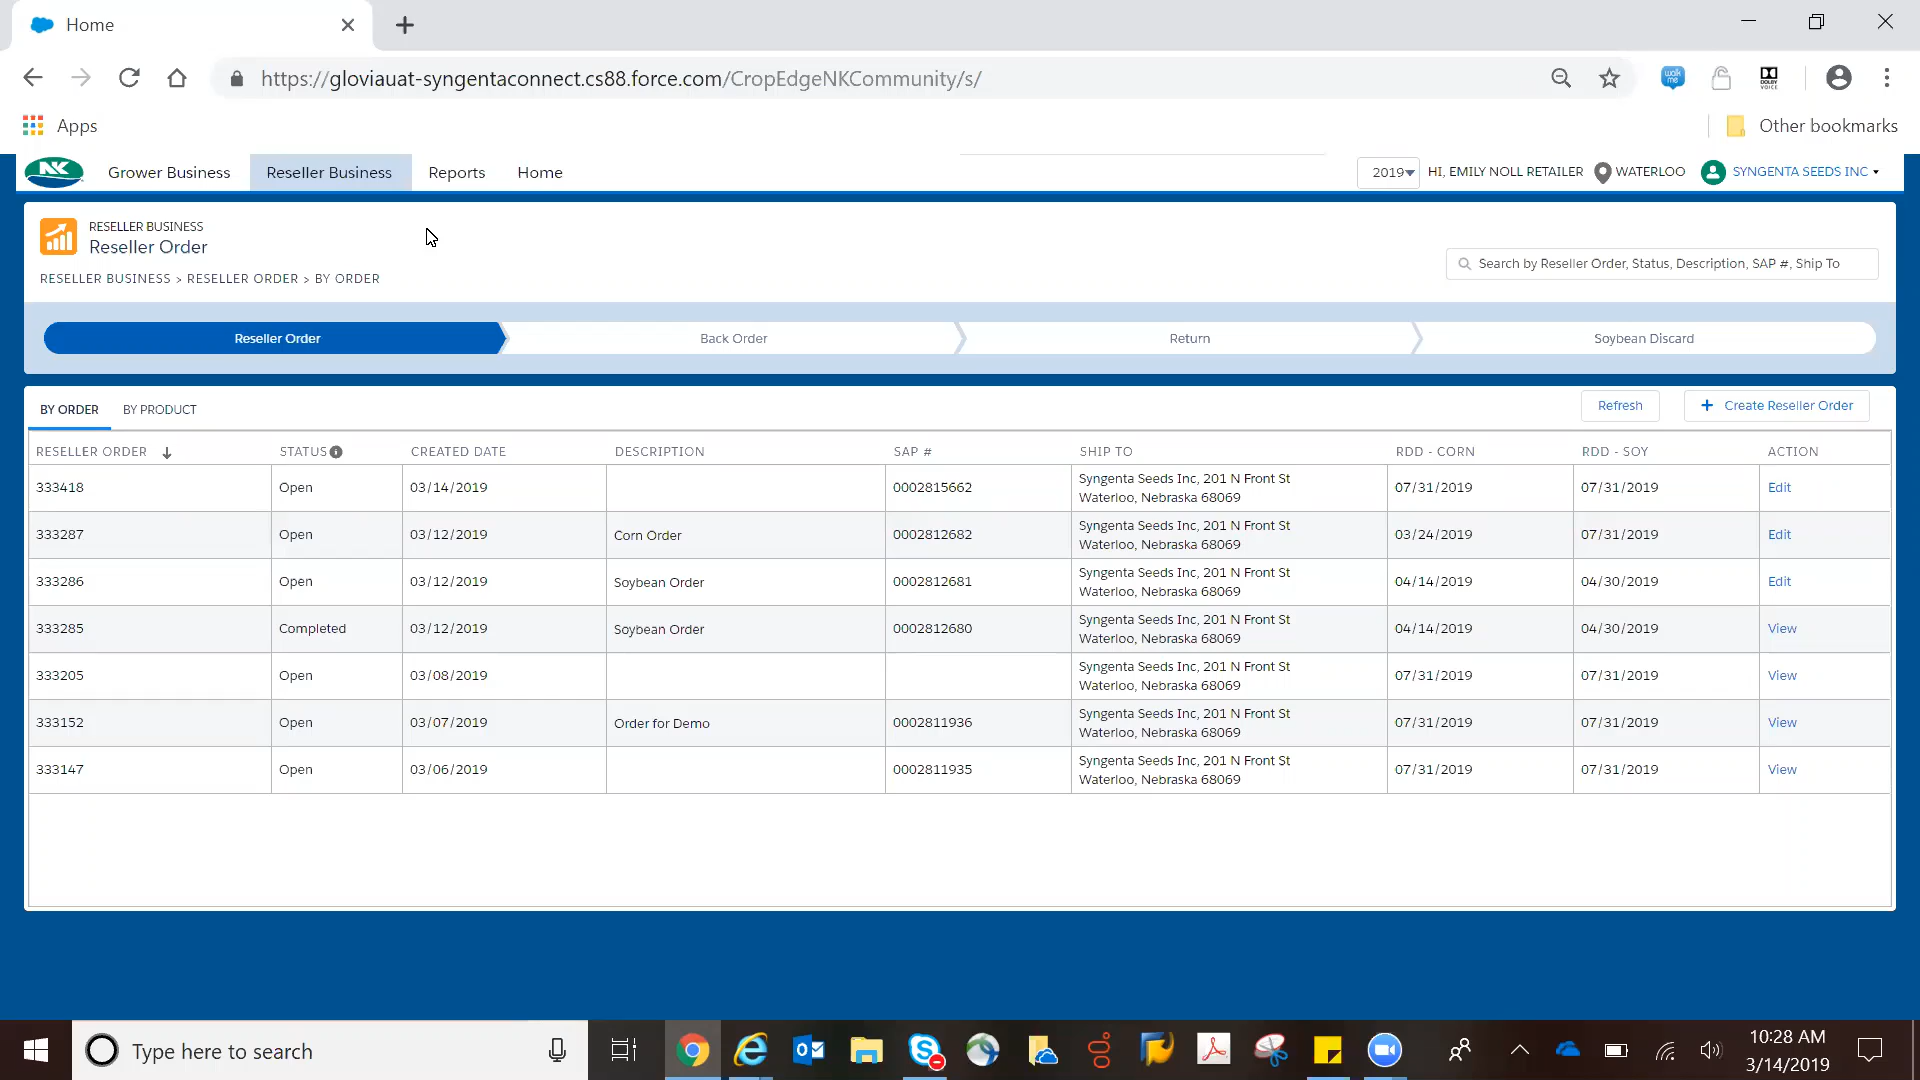 Home
https://gloviauat-syngentaconnect.cs88.force.com/CropEdgeNKCommunity/s/
walk me
DOLBY VOICE
Apps
Other bookmarks
NK
Grower Business
Reseller Business
Reports
Home
2019
HI, EMILY NOLL RETAILER
WATERLOO
SYNGENTA SEEDS INC
RESELLER BUSINESS
Reseller Order
RESELLER BUSINESS > RESELLER ORDER > BY ORDER
Search by Reseller Order, Status, Description, SAP #, Ship To
Reseller Order
Back Order
Return
Soybean Discard
BY ORDER
BY PRODUCT
Refresh
+ Create Reseller Order
RESELLER ORDER STATUS CREATED DATE DESCRIPTION SAP # SHIP TO RDD - CORN RDD - SOY ACTION
333418 Open 03/14/2019 0002815662 Syngenta Seeds Inc, 201 N Front St 07/31/2019 07/31/2019 Edit
Waterloo, Nebraska 68069
333287 Open 03/12/2019 Corn Order 0002812682 Syngenta Seeds Inc, 201 N Front St 03/24/2019 07/31/2019 Edit
Waterloo, Nebraska 68069
333286 Open 03/12/2019 Soybean Order 0002812681 Syngenta Seeds Inc, 201 N Front St 04/14/2019 04/30/2019 Edit
Waterloo, Nebraska 68069
333285 Completed 03/12/2019 Soybean Order 0002812680 Syngenta Seeds Inc, 201 N Front St 04/14/2019 04/30/2019 View
Waterloo, Nebraska 68069
333205 Open 03/08/2019 Syngenta Seeds Inc, 201 N Front St 07/31/2019 07/31/2019 View
Waterloo, Nebraska 68069
333152 Open 03/07/2019 Order for Demo 0002811936 Syngenta Seeds Inc, 201 N Front St 07/31/2019 07/31/2019 View
Waterloo, Nebraska 68069
333147 Open 03/06/2019 0002811935 Syngenta Seeds Inc, 201 N Front St 07/31/2019 07/31/2019 View
Waterloo, Nebraska 68069
Type here to search
10:28 AM
3/14/2019